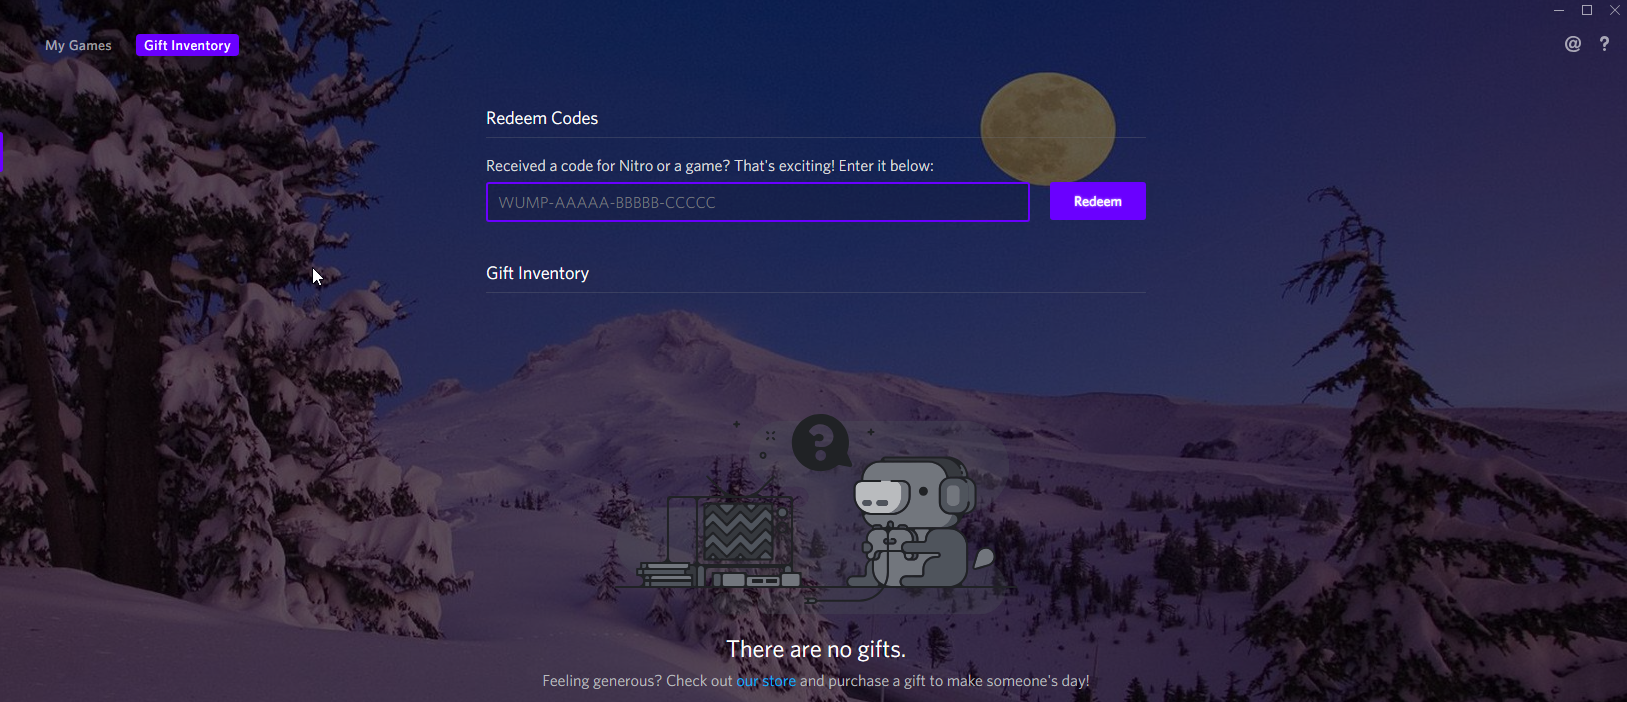 My Games
Gift Inventory
@ ?
Redeem Codes
Received a code for Nitro or a game? That's exciting! Enter it below:
WUMP-AAAAA-BBBBB-CCCCC
Redeem
Gift Inventory
?
There are no gifts.
Feeling generous? Check out our store and purchase a gift to make someone's day!